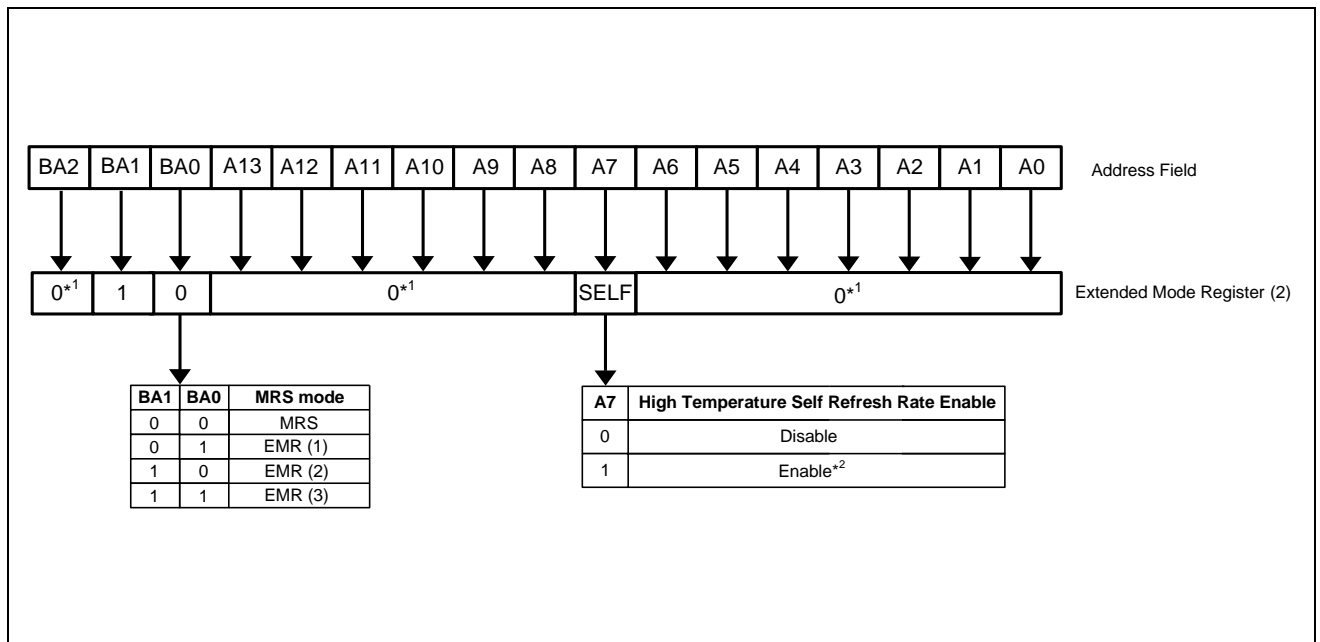 BA2 BA1 BA0 A13 A12 A11 A10 A9 A8 A7 A6 A5 A4 A3 A2 A1 A0 Address Field
0*1 1 0 0*1 SELF 0*1 Extended Mode Register (2)
BA1 BA0 MRS mode
0 0 MRS
0 1 EMR (1)
1 0 EMR (2)
1 1 EMR (3)
A7 High Temperature Self Refresh Rate Enable
0 Disable
1 Enable*2